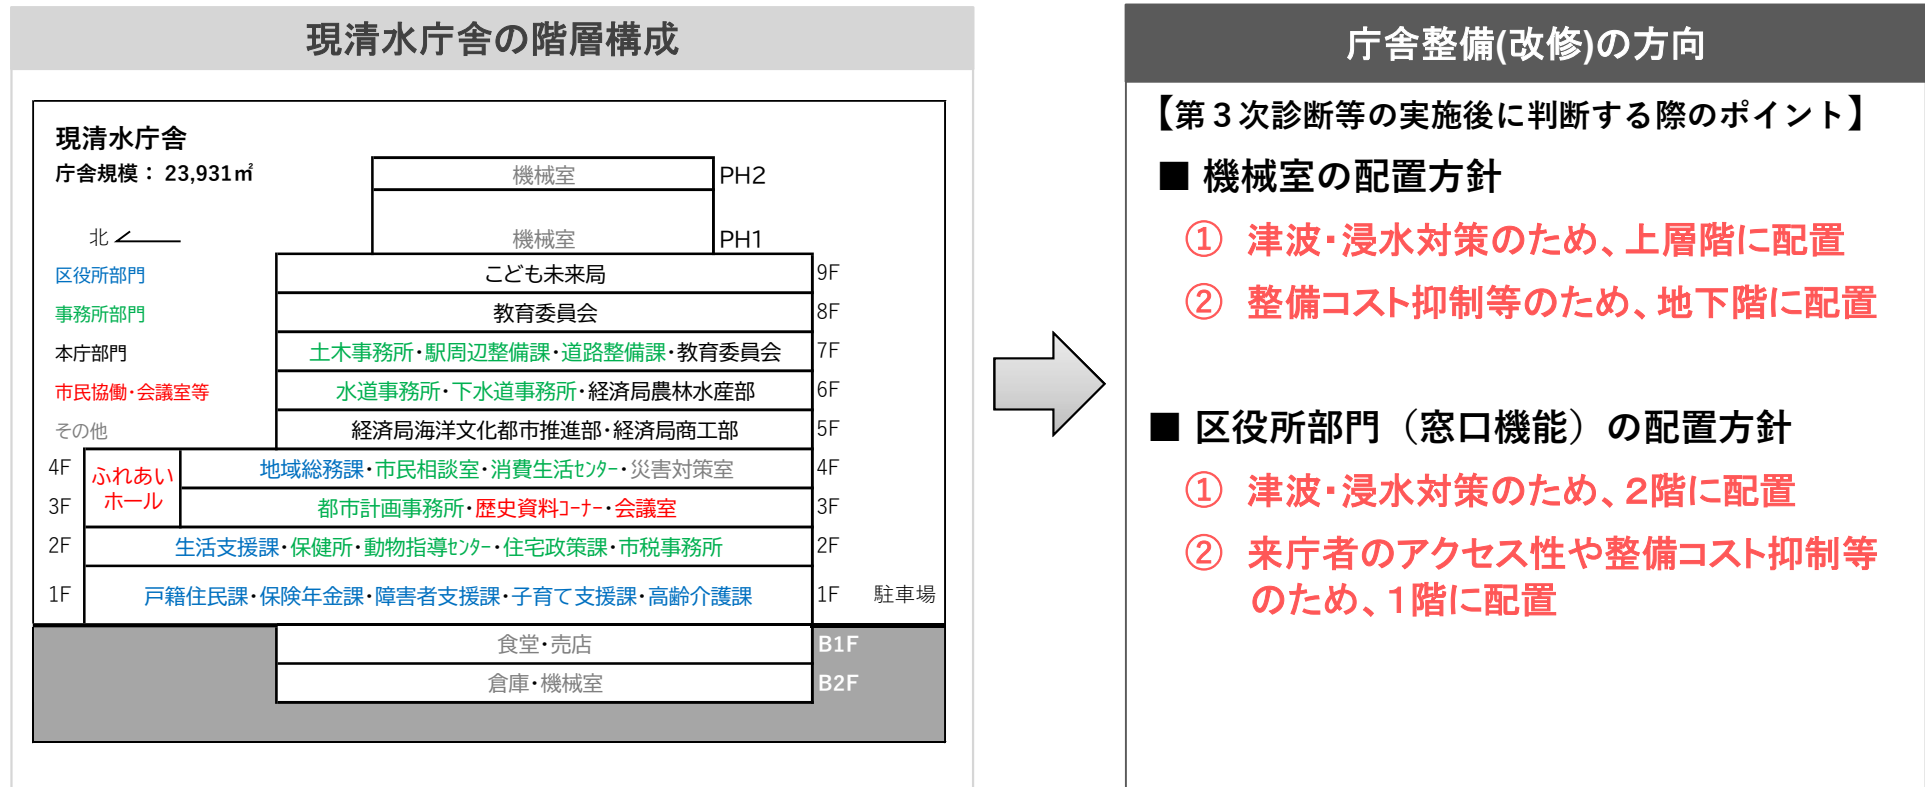 現清水庁舎の階層構成
現清水庁舎
庁舎規模： 23,931㎡
機械室 PH2
北
機械室 PH1
区役所部門
こども未来局 9F
事務所部門
教育委員会 8F
本庁部門
土木事務所・駅周辺整備課・道路整備課・教育委員会 7F
市民協働・会議室等
水道事務所・下水道事務所・経済局農林水産部 6F
その他
経済局海洋文化都市推進部・経済局商工部 5F
4F 地域総務課・市民相談室・消費生活ｾﾝﾀｰ・災害対策室 4F
ふれあい
ホール
3F 都市計画事務所・歴史資料ｺｰﾅｰ・会議室 3F
2F 生活支援課・保健所・動物指導ｾﾝﾀｰ・住宅政策課・市税事務所 2F
1F 戸籍住民課・保険年金課・障害者支援課・子育て支援課・高齢介護課 1F 駐車場
食堂・売店 B1F
倉庫・機械室 B2F
庁舎整備(改修)の方向
【第３次診断等の実施後に判断する際のポイント】
■ 機械室の配置方針
① 津波・浸水対策のため、上層階に配置
② 整備コスト抑制等のため、地下階に配置
■ 区役所部門（窓口機能）の配置方針
① 津波・浸水対策のため、２階に配置
② 来庁者のアクセス性や整備コスト抑制等
のため、１階に配置